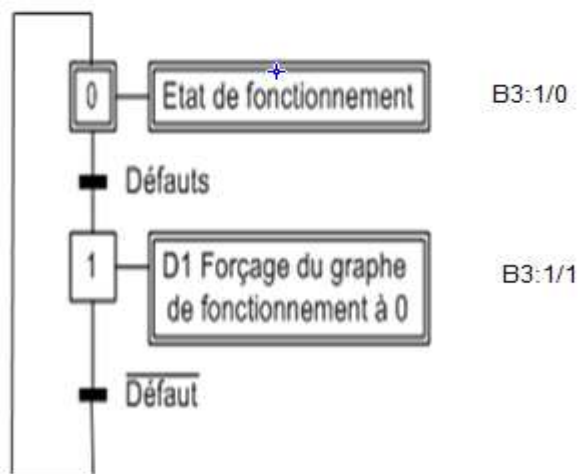 0
Etat de fonctionnement
B3:1/0
Défauts
1
D1 Forçage du graphe
de fonctionnement à 0
B3:1/1
Défaut